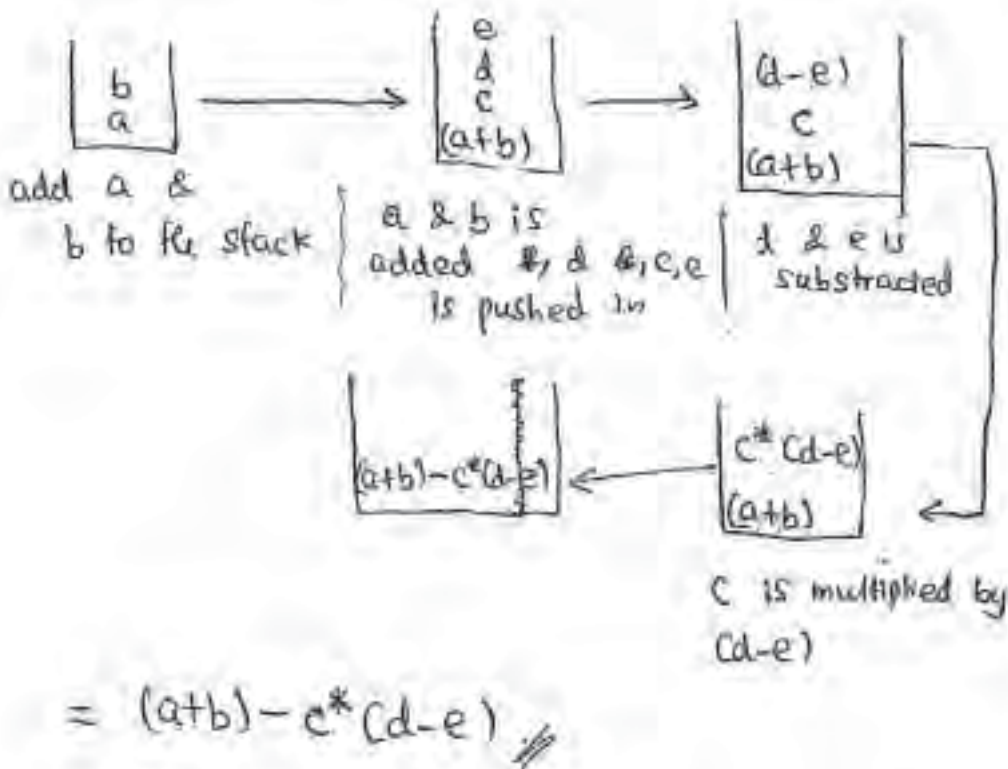 b
a
add a &
b to the stack
e
d
c
(a+b)
a & b is
added d , c, e
is pushed in
(d-e)
c
(a+b)
d & e is
substracted
c* (d-e)
(a+b)
c is multiplied by
(d-e)
(a+b)-c*(d-e)
= (a+b) - c* (d-e)